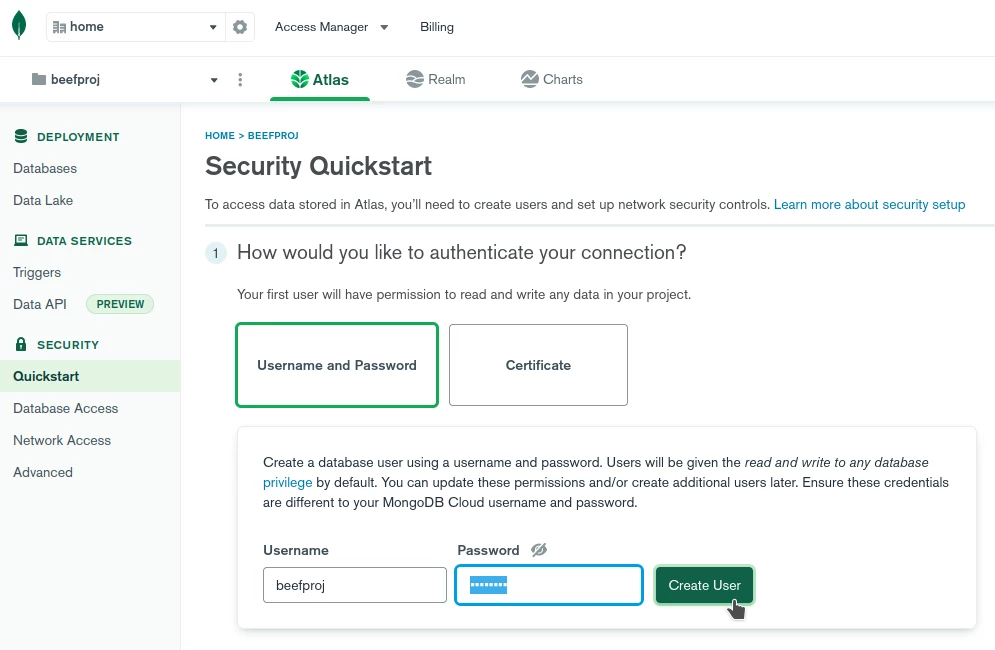 home
Access Manager
Billing
beefproj
Atlas
Realm
Charts
DEPLOYMENT
Databases
Data Lake
DATA SERVICES
Triggers
Data API PREVIEW
SECURITY
Quickstart
Database Access
Network Access
Advanced
HOME > BEEFPROJ
Security Quickstart
To access data stored in Atlas, you'll need to create users and set up network security controls. Learn more about security setup
1 How would you like to authenticate your connection?
Your first user will have permission to read and write any data in your project.
Username and Password
Certificate
Create a database user using a username and password. Users will be given the read and write to any database
privilege by default. You can update these permissions and/or create additional users later. Ensure these credentials
are different to your MongoDB Cloud username and password.
Username
Password
beefproj
••••••••
Create User